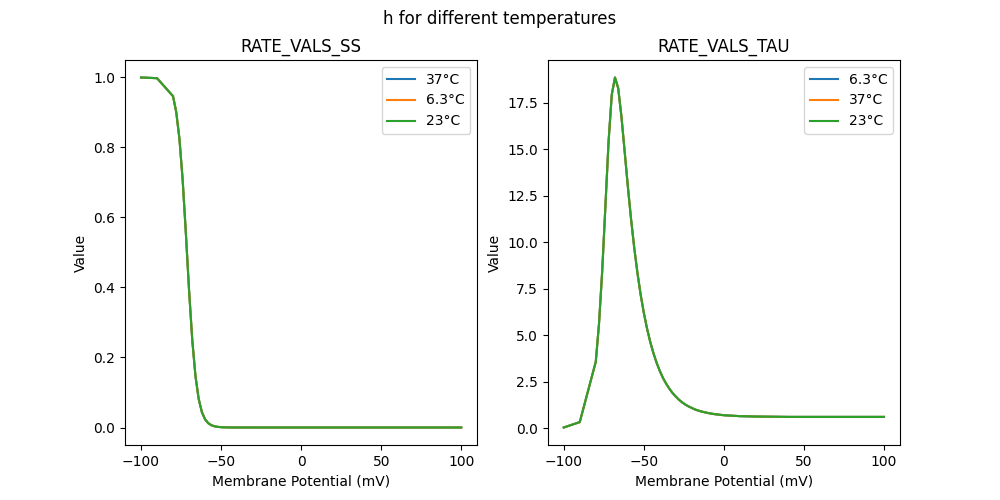 h for different temperatures
RATE_VALS_SS
1.0
0.8
0.6
0.4
0.2
0.0
Value
−100
−50
0
50
100
Membrane Potential (mV)
37°C
6.3°C
23°C
RATE_VALS_TAU
17.5
15.0
12.5
10.0
7.5
5.0
2.5
0.0
Value
−100
−50
0
50
100
Membrane Potential (mV)
6.3°C
37°C
23°C